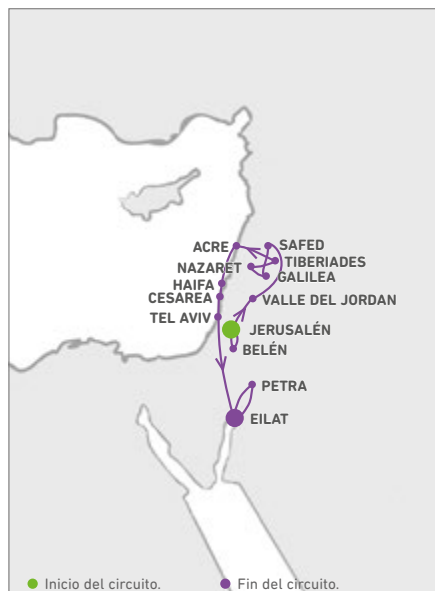 ACRE
SAFED
TIBERIADES
NAZARET
GALILEA
HAIFA
CESAREA
VALLE DEL JORDAN
TEL AVIV
JERUSALÉN
BELÉN
PETRA
EILAT
Inicio del circuito.
Fin del circuito.